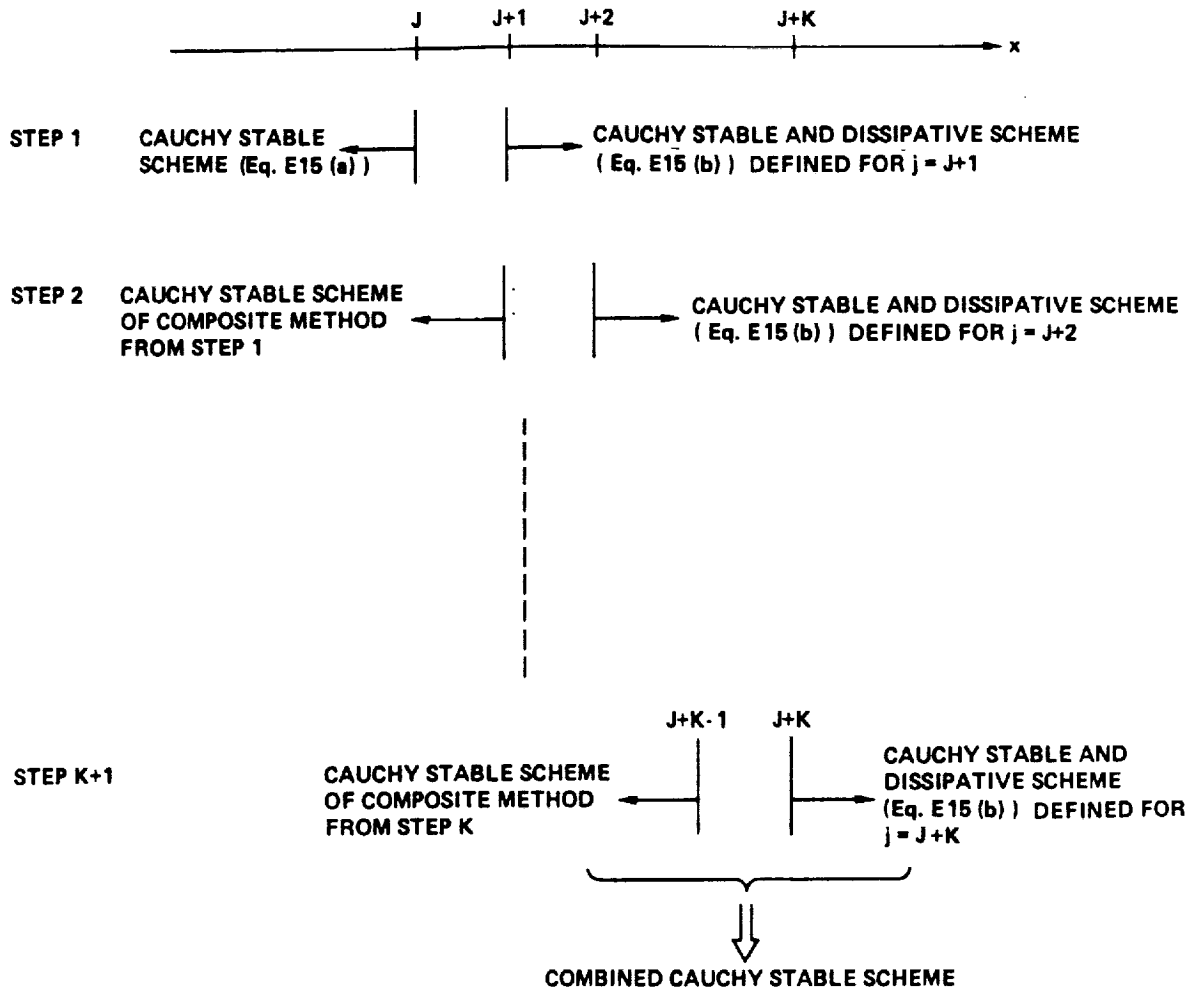 J J+1 J+2 J+K
x
STEP 1
CAUCHY STABLE
SCHEME (Eq. E15 (a) )
CAUCHY STABLE AND DISSIPATIVE SCHEME
( Eq. E15 (b) ) DEFINED FOR j = J+1
STEP 2
CAUCHY STABLE SCHEME
OF COMPOSITE METHOD
FROM STEP 1
CAUCHY STABLE AND DISSIPATIVE SCHEME
( Eq. E15 (b) ) DEFINED FOR j = J+2
J+K-1 J+K
STEP K+1
CAUCHY STABLE SCHEME
OF COMPOSITE METHOD
FROM STEP K
CAUCHY STABLE AND
DISSIPATIVE SCHEME
(Eq. E15 (b) ) DEFINED FOR
j = J+K
COMBINED CAUCHY STABLE SCHEME